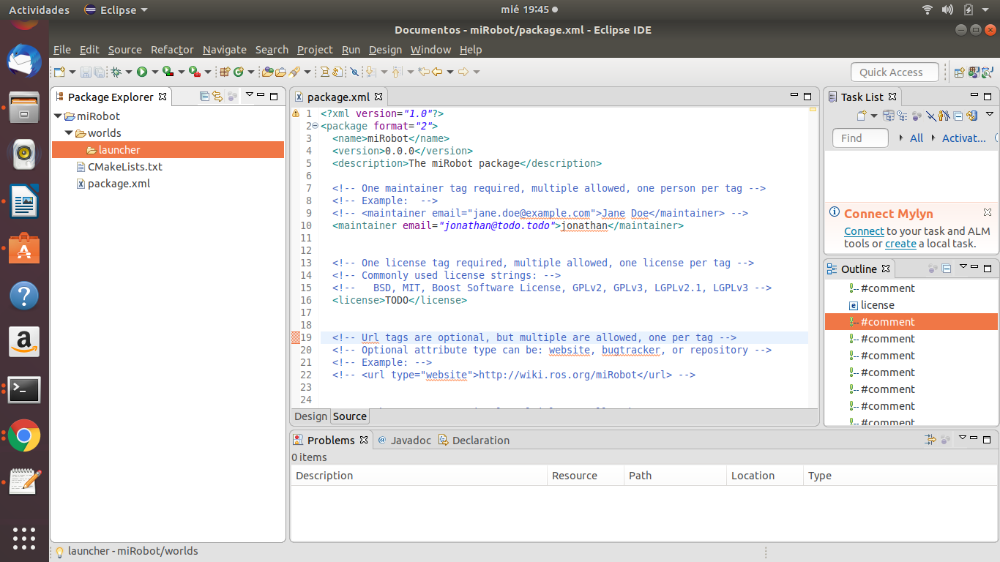 Actividades Eclipse mié 19:45
Documentos - miRobot/package.xml - Eclipse IDE
File Edit Source Refactor Navigate Search Project Run Design Window Help
Quick Access
Package Explorer
miRobot
worlds
launcher
CMakeLists.txt
package.xml
package.xml
1 <?xml version="1.0"?>
2 <package format="2">
3 <name>miRobot</name>
4 <version>0.0.0</version>
5 <description>The miRobot package</description>
6
7 <!-- One maintainer tag required, multiple allowed, one person per tag -->
8 <!-- Example:  -->
9 <!-- <maintainer email="jane.doe@example.com">Jane Doe</maintainer> -->
10 <maintainer email="jonathan@todo.todo">jonathan</maintainer>
11
12
13 <!-- One license tag required, multiple allowed, one license per tag -->
14 <!-- Commonly used license strings: -->
15 <!--   BSD, MIT, Boost Software License, GPLv2, GPLv3, LGPLv2.1, LGPLv3 -->
16 <license>TODO</license>
17
18
19 <!-- Url tags are optional, but multiple are allowed, one per tag -->
20 <!-- Optional attribute type can be: website, bugtracker, or repository -->
21 <!-- Example: -->
22 <!-- <url type="website">http://wiki.ros.org/miRobot</url> -->
23
24
Design Source
Task List
Find All Activat...
Connect Mylyn
Connect to your task and ALM
tools or create a local task.
Outline
#comment
license
#comment
#comment
#comment
#comment
#comment
#comment
#comment
Problems Javadoc Declaration
0 items
Description Resource Path Location Type
launcher - miRobot/worlds